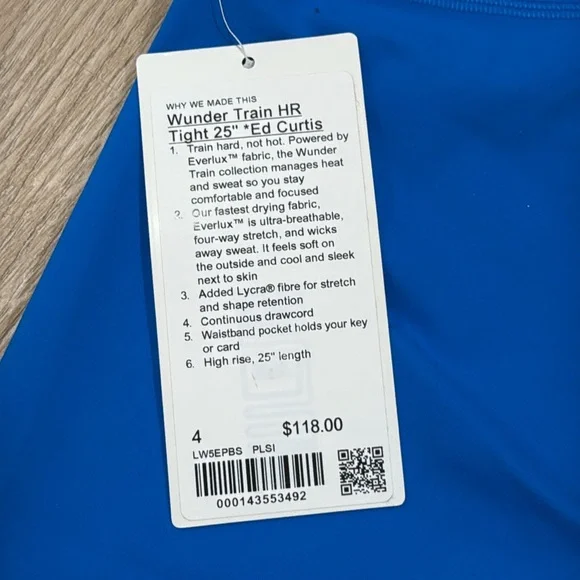 WHY WE MADE THIS
Wunder Train HR
Tight 25" *Ed Curtis
1. Train hard, not hot. Powered by
Everlux™ fabric, the Wunder
Train collection manages heat
and sweat so you stay
comfortable and focused
2. Our fastest drying fabric,
Everlux™ is ultra-breathable,
four-way stretch, and wicks
away sweat. It feels soft on
the outside and cool and sleek
next to skin
3. Added Lycra® fibre for stretch
and shape retention
4. Continuous drawcord
5. Waistband pocket holds your key
or card
6. High rise, 25" length
4 $118.00
LW5EPBS PLSI
000143553492